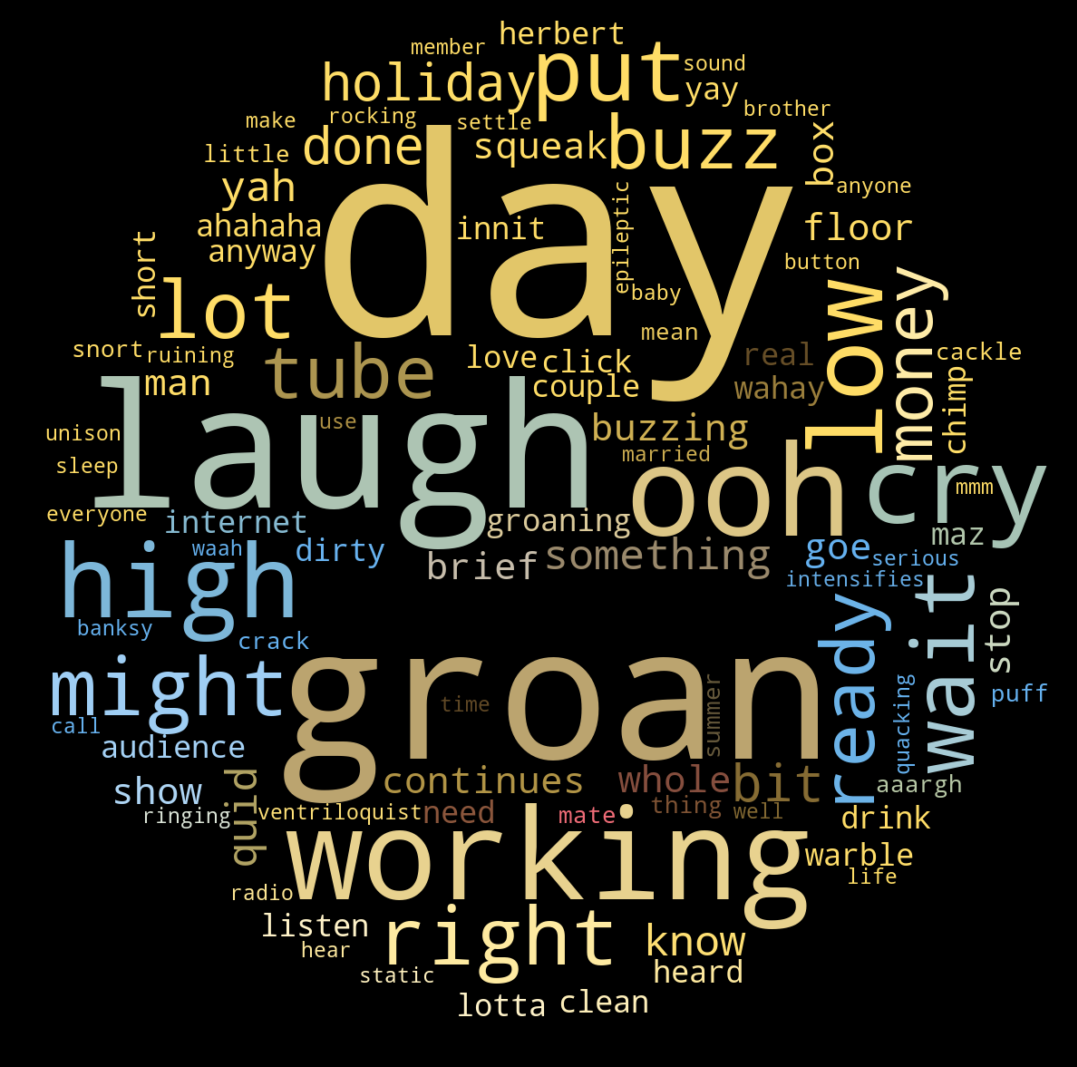 herbert
member
put
sound
holiday
yay
brother
make
rocking
settle
done
day
squeak
buzz
box
little
yah
anyone
ahahaha
innit
epileptic
floor
anyway
short
button
lot
baby
low
money
mean
snort
ruining
tube
love
click
real
cackle
man
couple
wahay
chimp
laugh
use
buzzing
unison
married
ooh
cry
sleep
mmm
everyone
internet
groaning
maz
waah
dirty
brief
something
goe
serious
high
intensifies
wait
stop
banksy
crack
ready
might
groan
time
summer
quacking
puff
call
audience
continues
whole
bit
aaargh
show
quid
ventriloquist
need
mate
thing
well
drink
ringing
working
warble
life
radio
listen
right
know
hear
heard
static
lotta
clean